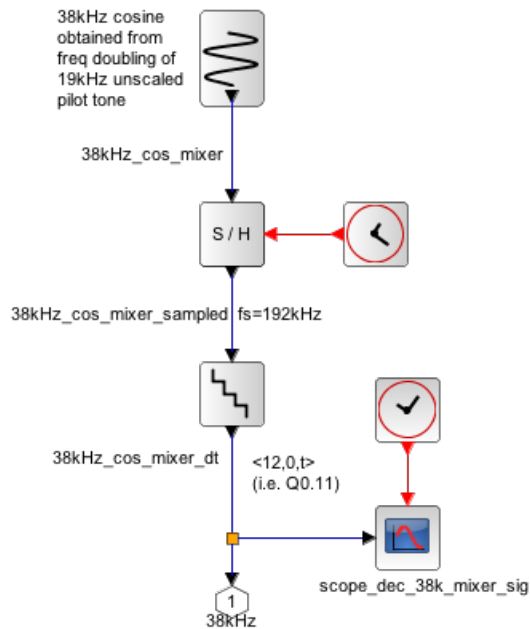 38kHz cosine
obtained from
freq doubling of
19kHz unscaled
pilot tone
38kHz_cos_mixer
S / H
38kHz_cos_mixer_sampled fs=192kHz
38kHz_cos_mixer_dt
<12,0,t>
(i.e. Q0.11)
scope_dec_38k_mixer_sig
1
38kHz